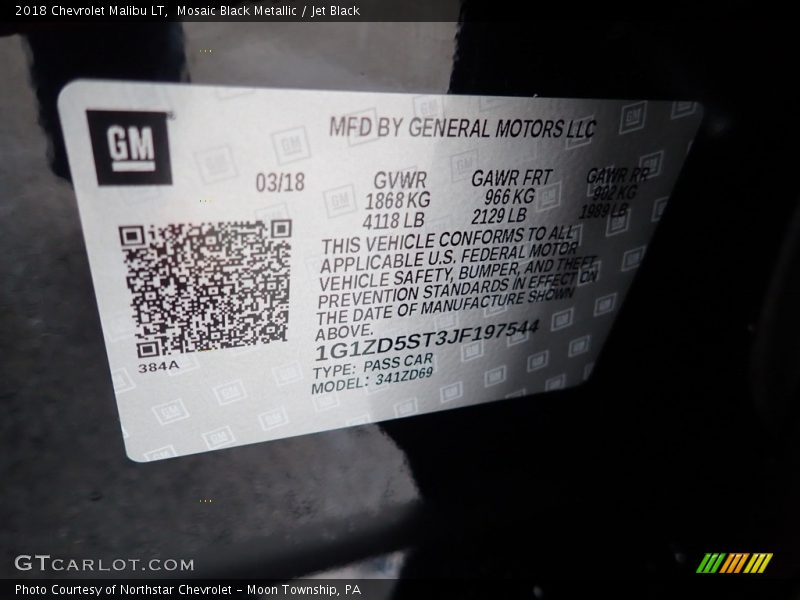 2018 Chevrolet Malibu LT, Mosaic Black Metallic / Jet Black
GM
MFD BY GENERAL MOTORS LLC
03/18 GVWR GAWR FRT GAWR RR
1868 KG 966 KG 902 KG
4118 LB 2129 LB 1989 LB
THIS VEHICLE CONFORMS TO ALL
APPLICABLE U.S. FEDERAL MOTOR
VEHICLE SAFETY, BUMPER, AND THEFT
PREVENTION STANDARDS IN EFFECT ON
THE DATE OF MANUFACTURE SHOWN
ABOVE.
1G1ZD5ST3JF197544
384A
TYPE: PASS CAR
MODEL: 341ZD69
GTCARLOT.COM
Photo Courtesy of Northstar Chevrolet - Moon Township, PA